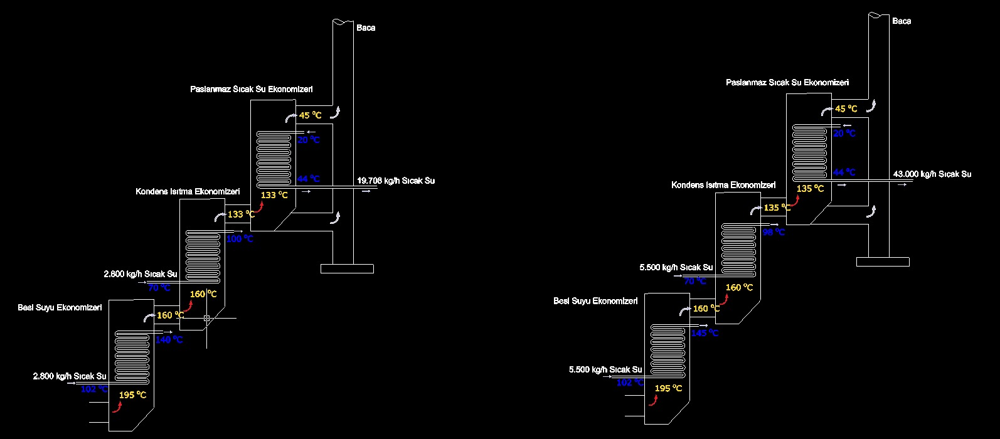 Baca
Paslanmaz Sıcak Su Ekonomizeri
45 °C
20 °C
44 °C
19.708 kg/h Sıcak Su
133 °C
Kondens Isıtma Ekonomizeri
133 °C
100 °C
2.800 kg/h Sıcak Su
70 °C
160 °C
Besi Suyu Ekonomizeri
160 °C
140 °C
2.800 kg/h Sıcak Su
102 °C
195 °C
Baca
Paslanmaz Sıcak Su Ekonomizeri
45 °C
20 °C
44 °C
43.000 kg/h Sıcak Su
135 °C
Kondens Isıtma Ekonomizeri
135 °C
98 °C
5.500 kg/h Sıcak Su
70 °C
160 °C
Besi Suyu Ekonomizeri
160 °C
145 °C
5.500 kg/h Sıcak Su
102 °C
195 °C